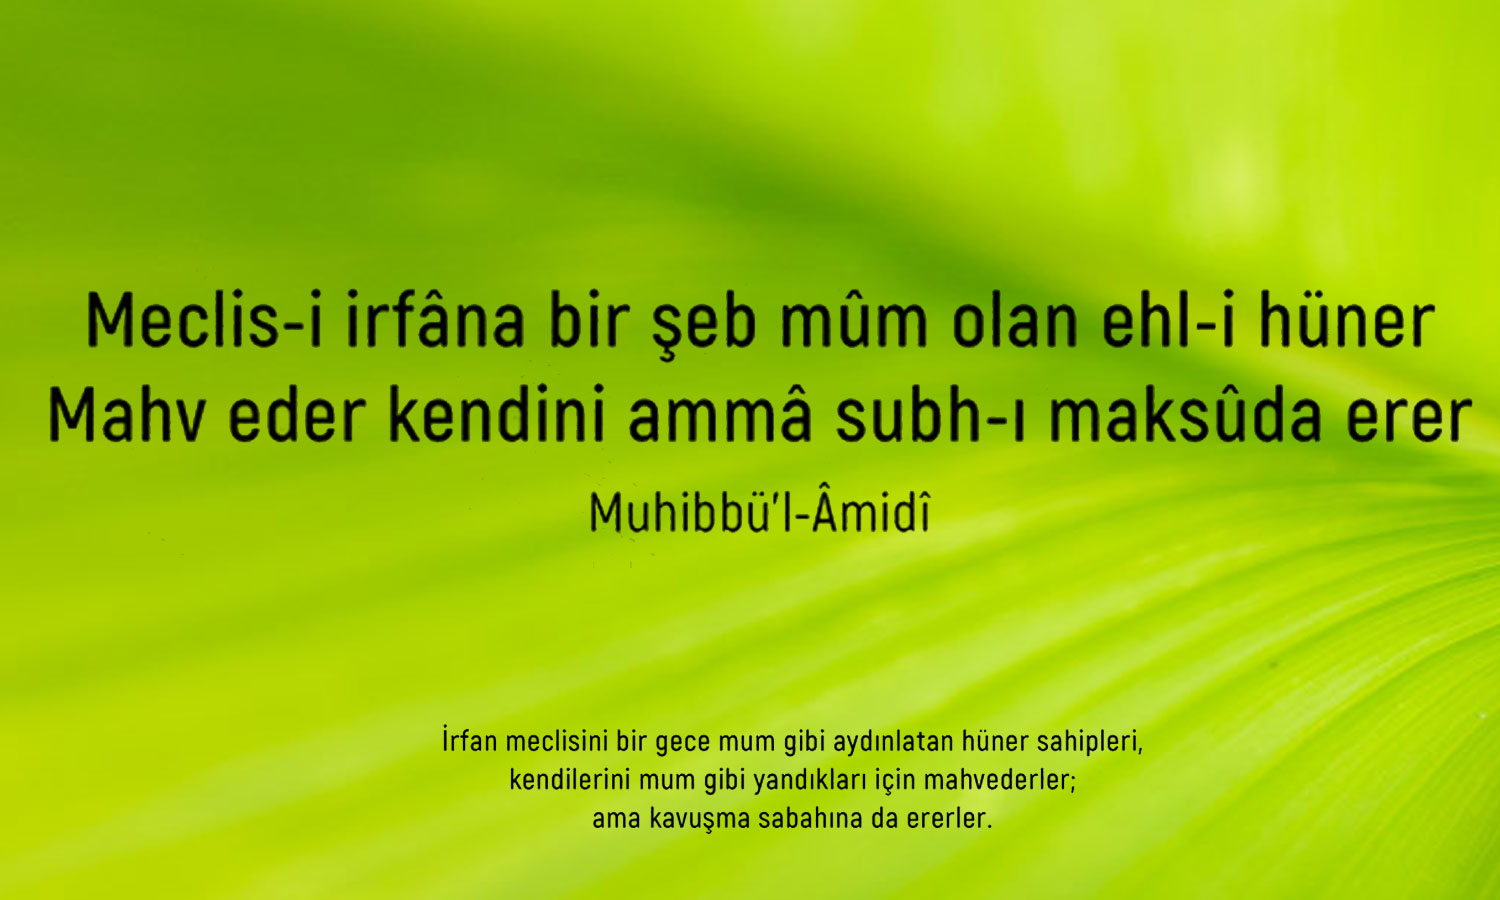 Meclis-i irfâna bir şeb mûm olan ehl-i hüner
Mahv eder kendini ammâ subh-ı maksûda erer
Muhibbü'l-Âmidî
İrfan meclisini bir gece mum gibi aydınlatan hüner sahipleri,
kendilerini mum gibi yandıkları için mahvederler;
ama kavuşma sabahına da ererler.